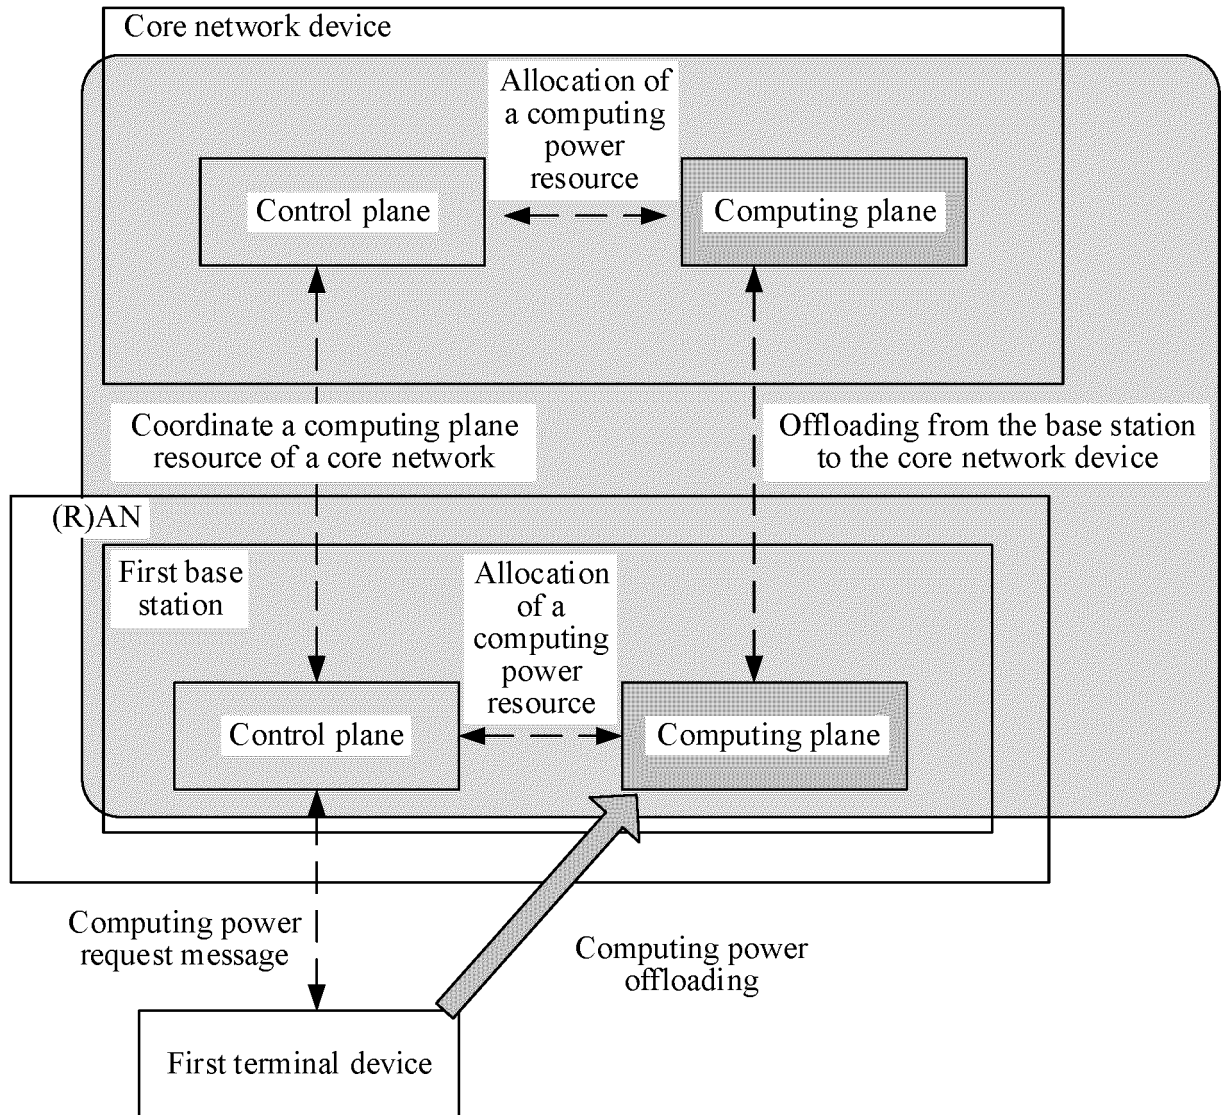 Core network device
Allocation of
a computing
power
resource
Control plane
Computing plane
Coordinate a computing plane
resource of a core network
Offloading from the base station
to the core network device
(R)AN
First base
station
Allocation
of a
computing
power
resource
Control plane
Computing plane
Computing power
request message
Computing power
offloading
First terminal device